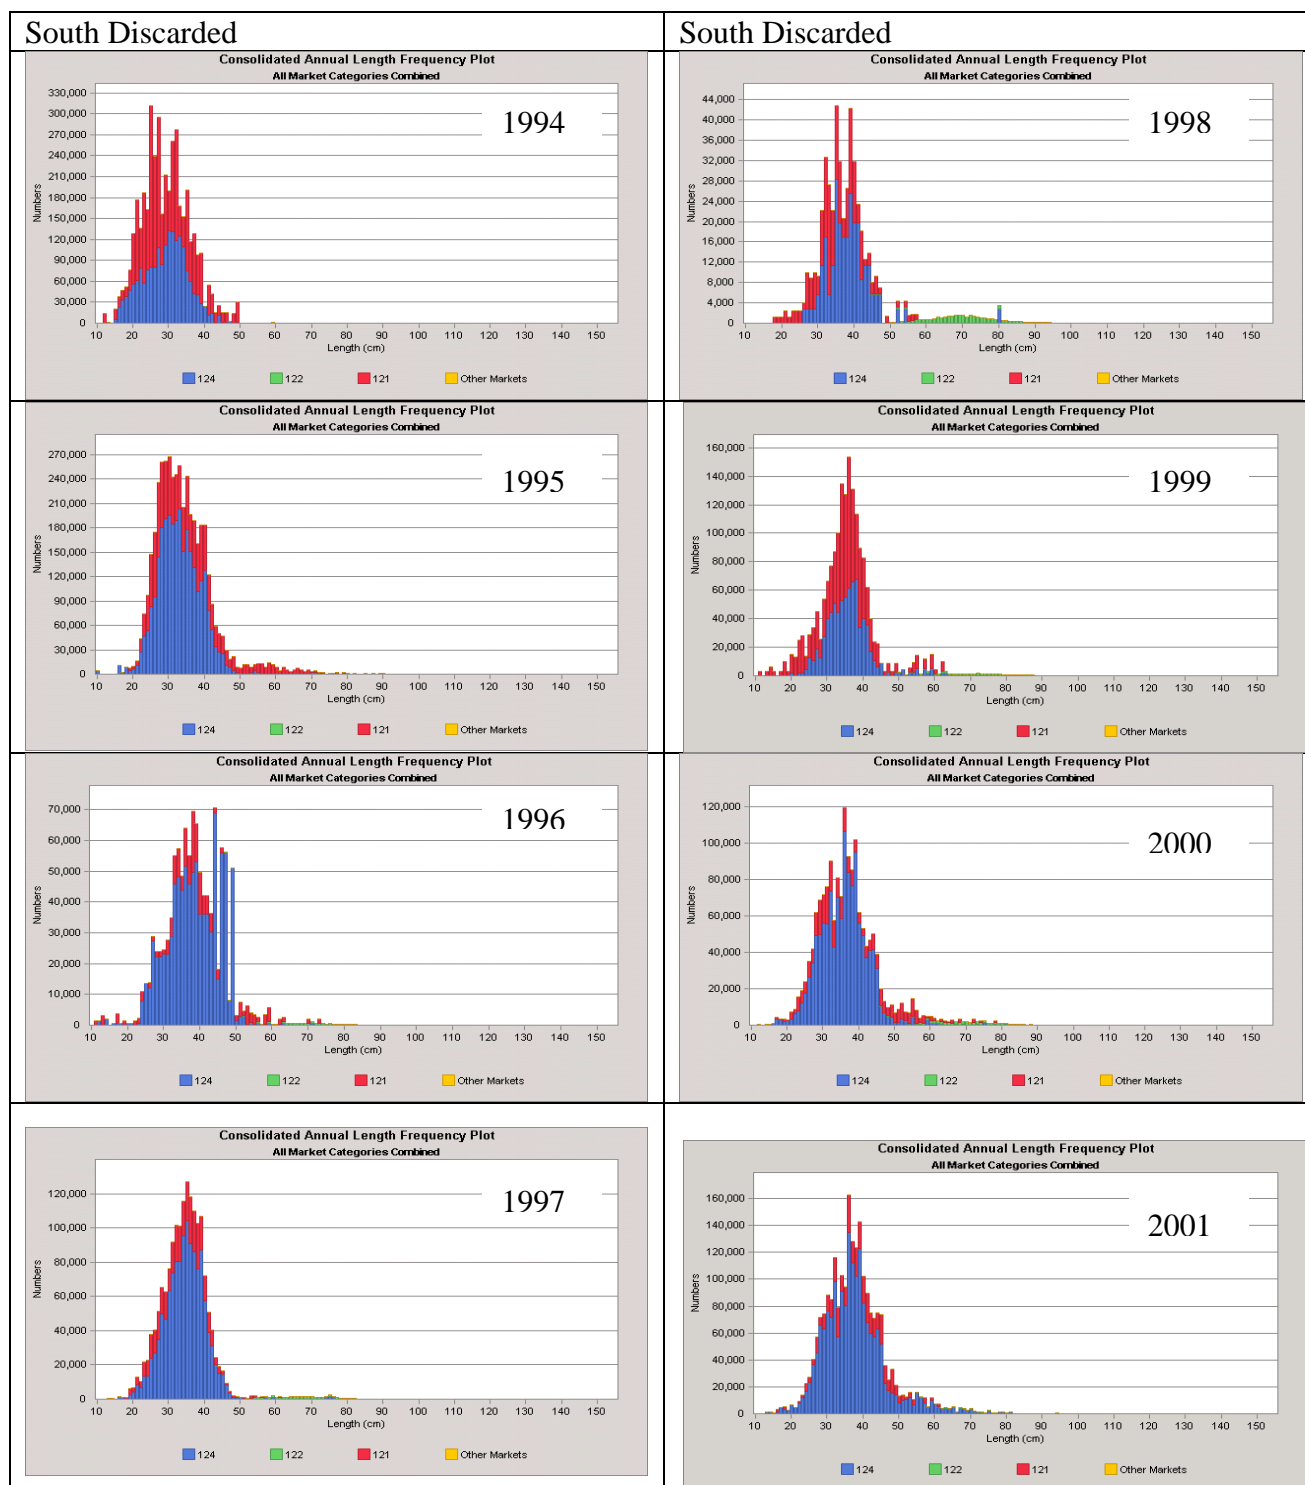 South Discarded
Consolidated Annual Length Frequency Plot
All Market Categories Combined
1994
Numbers
330,000
300,000
270,000
240,000
210,000
180,000
150,000
120,000
90,000
60,000
30,000
0
10 20 30 40 50 60 70 80 90 100 110 120 130 140 150
Length (cm)
124 122 121 Other Markets
South Discarded
Consolidated Annual Length Frequency Plot
All Market Categories Combined
1998
Numbers
44,000
40,000
36,000
32,000
28,000
24,000
20,000
16,000
12,000
8,000
4,000
0
10 20 30 40 50 60 70 80 90 100 110 120 130 140 150
Length (cm)
124 122 121 Other Markets
Consolidated Annual Length Frequency Plot
All Market Categories Combined
1995
Numbers
270,000
240,000
210,000
180,000
150,000
120,000
90,000
60,000
30,000
0
10 20 30 40 50 60 70 80 90 100 110 120 130 140 150
Length (cm)
124 122 121 Other Markets
Consolidated Annual Length Frequency Plot
All Market Categories Combined
1999
Numbers
160,000
140,000
120,000
100,000
80,000
60,000
40,000
20,000
0
10 20 30 40 50 60 70 80 90 100 110 120 130 140 150
Length (cm)
124 122 121 Other Markets
Consolidated Annual Length Frequency Plot
All Market Categories Combined
1996
Numbers
70,000
60,000
50,000
40,000
30,000
20,000
10,000
0
10 20 30 40 50 60 70 80 90 100 110 120 130 140 150
Length (cm)
124 122 121 Other Markets
Consolidated Annual Length Frequency Plot
All Market Categories Combined
2000
Numbers
120,000
100,000
80,000
60,000
40,000
20,000
0
10 20 30 40 50 60 70 80 90 100 110 120 130 140 150
Length (cm)
124 122 121 Other Markets
Consolidated Annual Length Frequency Plot
All Market Categories Combined
1997
Numbers
120,000
100,000
80,000
60,000
40,000
20,000
0
10 20 30 40 50 60 70 80 90 100 110 120 130 140 150
Length (cm)
124 122 121 Other Markets
Consolidated Annual Length Frequency Plot
All Market Categories Combined
2001
Numbers
160,000
140,000
120,000
100,000
80,000
60,000
40,000
20,000
0
10 20 30 40 50 60 70 80 90 100 110 120 130 140 150
Length (cm)
124 122 121 Other Markets